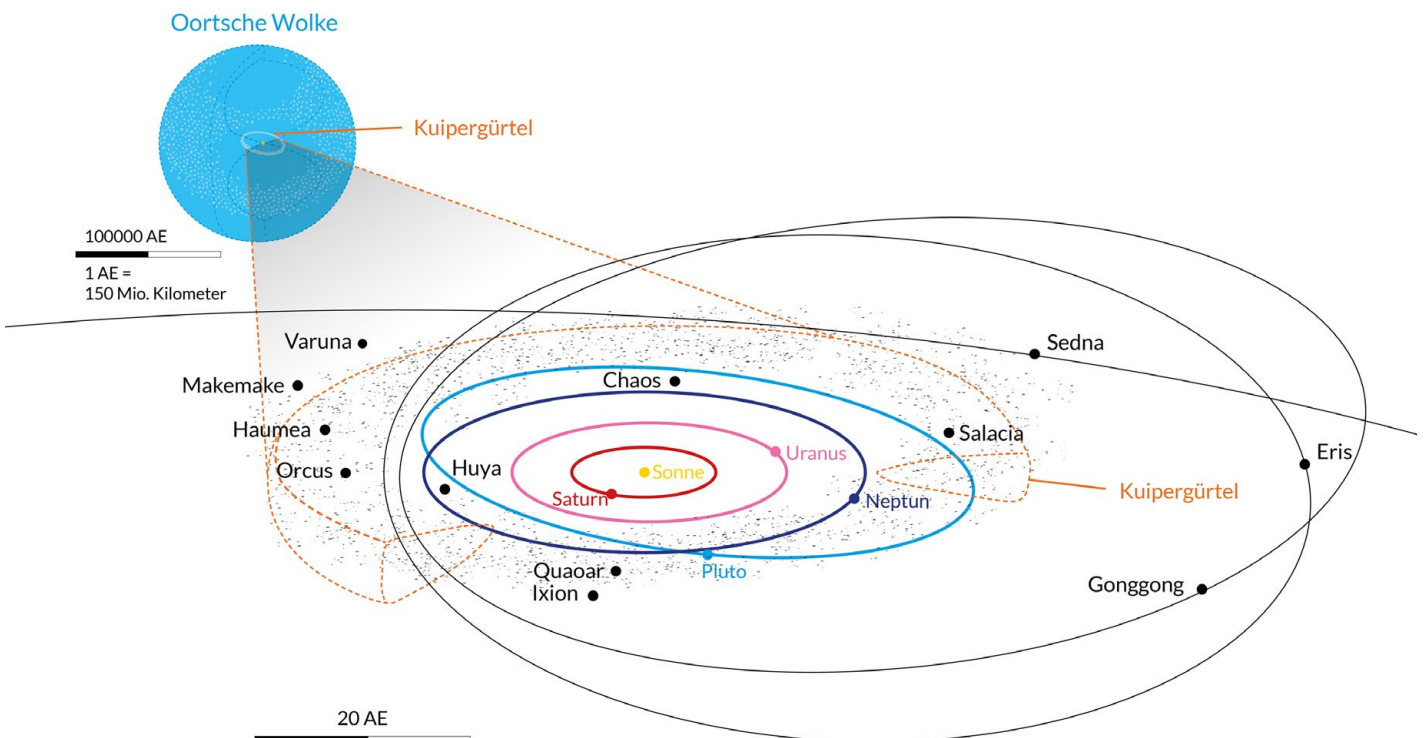 Oortsche Wolke
Kuipergürtel
100000 AE
1 AE =
150 Mio. Kilometer
Varuna
Sedna
Makemake
Chaos
Haumea
Salacia
Uranus
Eris
Orcus
Huya
Sonne
Kuipergürtel
Saturn
Neptun
Quaoar
Pluto
Gonggong
Ixion
20 AE